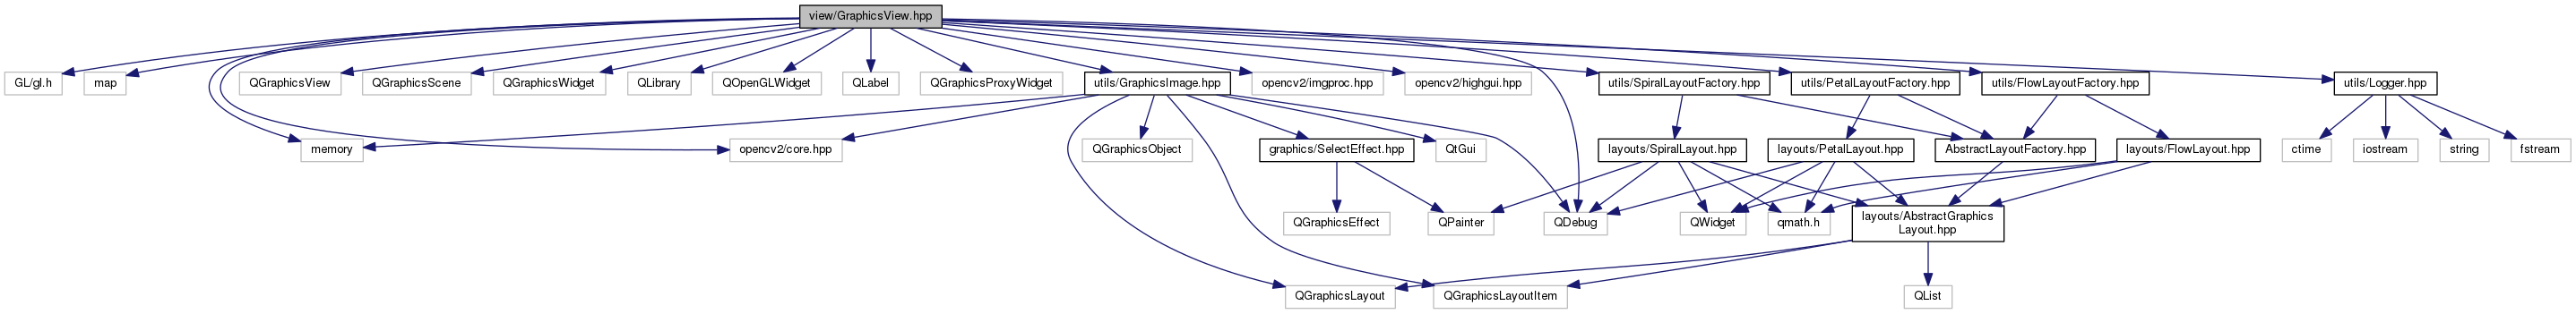 view/GraphicsView.hpp
GL/gl.h
map
QGraphicsView
QGraphicsScene
QGraphicsWidget
QLibrary
QOpenGLWidget
QLabel
QGraphicsProxyWidget
utils/GraphicsImage.hpp
opencv2/imgproc.hpp
opencv2/highgui.hpp
utils/SpiralLayoutFactory.hpp
utils/PetalLayoutFactory.hpp
utils/FlowLayoutFactory.hpp
utils/Logger.hpp
memory
opencv2/core.hpp
QGraphicsObject
graphics/SelectEffect.hpp
QtGui
layouts/SpiralLayout.hpp
layouts/PetalLayout.hpp
AbstractLayoutFactory.hpp
layouts/FlowLayout.hpp
ctime
iostream
string
fstream
QGraphicsEffect
QPainter
QDebug
QWidget
qmath.h
layouts/AbstractGraphics
Layout.hpp
QGraphicsLayout
QGraphicsLayoutItem
QList